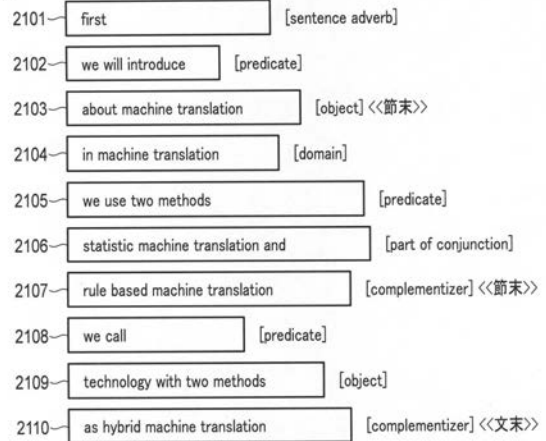 2101 first [sentence adverb]
2102 we will introduce [predicate]
2103 about machine translation [object] <<節末>>
2104 in machine translation [domain]
2105 we use two methods [predicate]
2106 statistic machine translation and [part of conjunction]
2107 rule based machine translation [complementizer] <<節末>>
2108 we call [predicate]
2109 technology with two methods [object]
2110 as hybrid machine translation [complementizer] <<文末>>